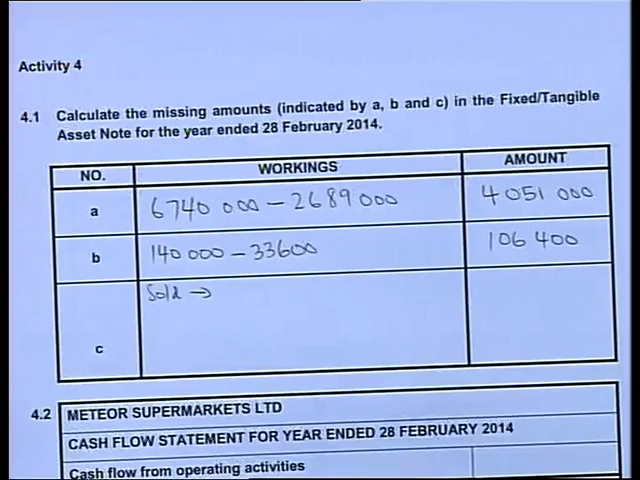 Activity 4
4.1 Calculate the missing amounts (indicated by a, b and c) in the Fixed/Tangible
Asset Note for the year ended 28 February 2014.
NO. WORKINGS AMOUNT
a 6740 000 - 2689 000 4 051 000
b 140 000 - 33600 106 400
Sold →
c
4.2 METEOR SUPERMARKETS LTD
CASH FLOW STATEMENT FOR YEAR ENDED 28 FEBRUARY 2014
Cash flow from operating activities